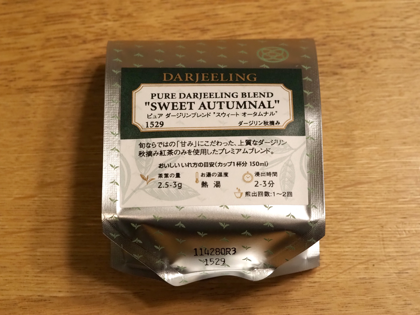 DARJEELING
PURE DARJEELING BLEND
"SWEET AUTUMNAL"
ピュア ダージリンブレンド "スウィート オータムナル"
1529 ダージリン秋摘み
旬ならではの「甘み」にこだわった、上質なダージリン
秋摘み紅茶のみを使用したプレミアムブレンド。
おいしいいれ方の目安(カップ1杯分 150ml)
茶葉の量 お湯の温度 浸出時間
2.5-3g 熱湯 2-3分
煎出回数:1〜2回
11428QR3
1529